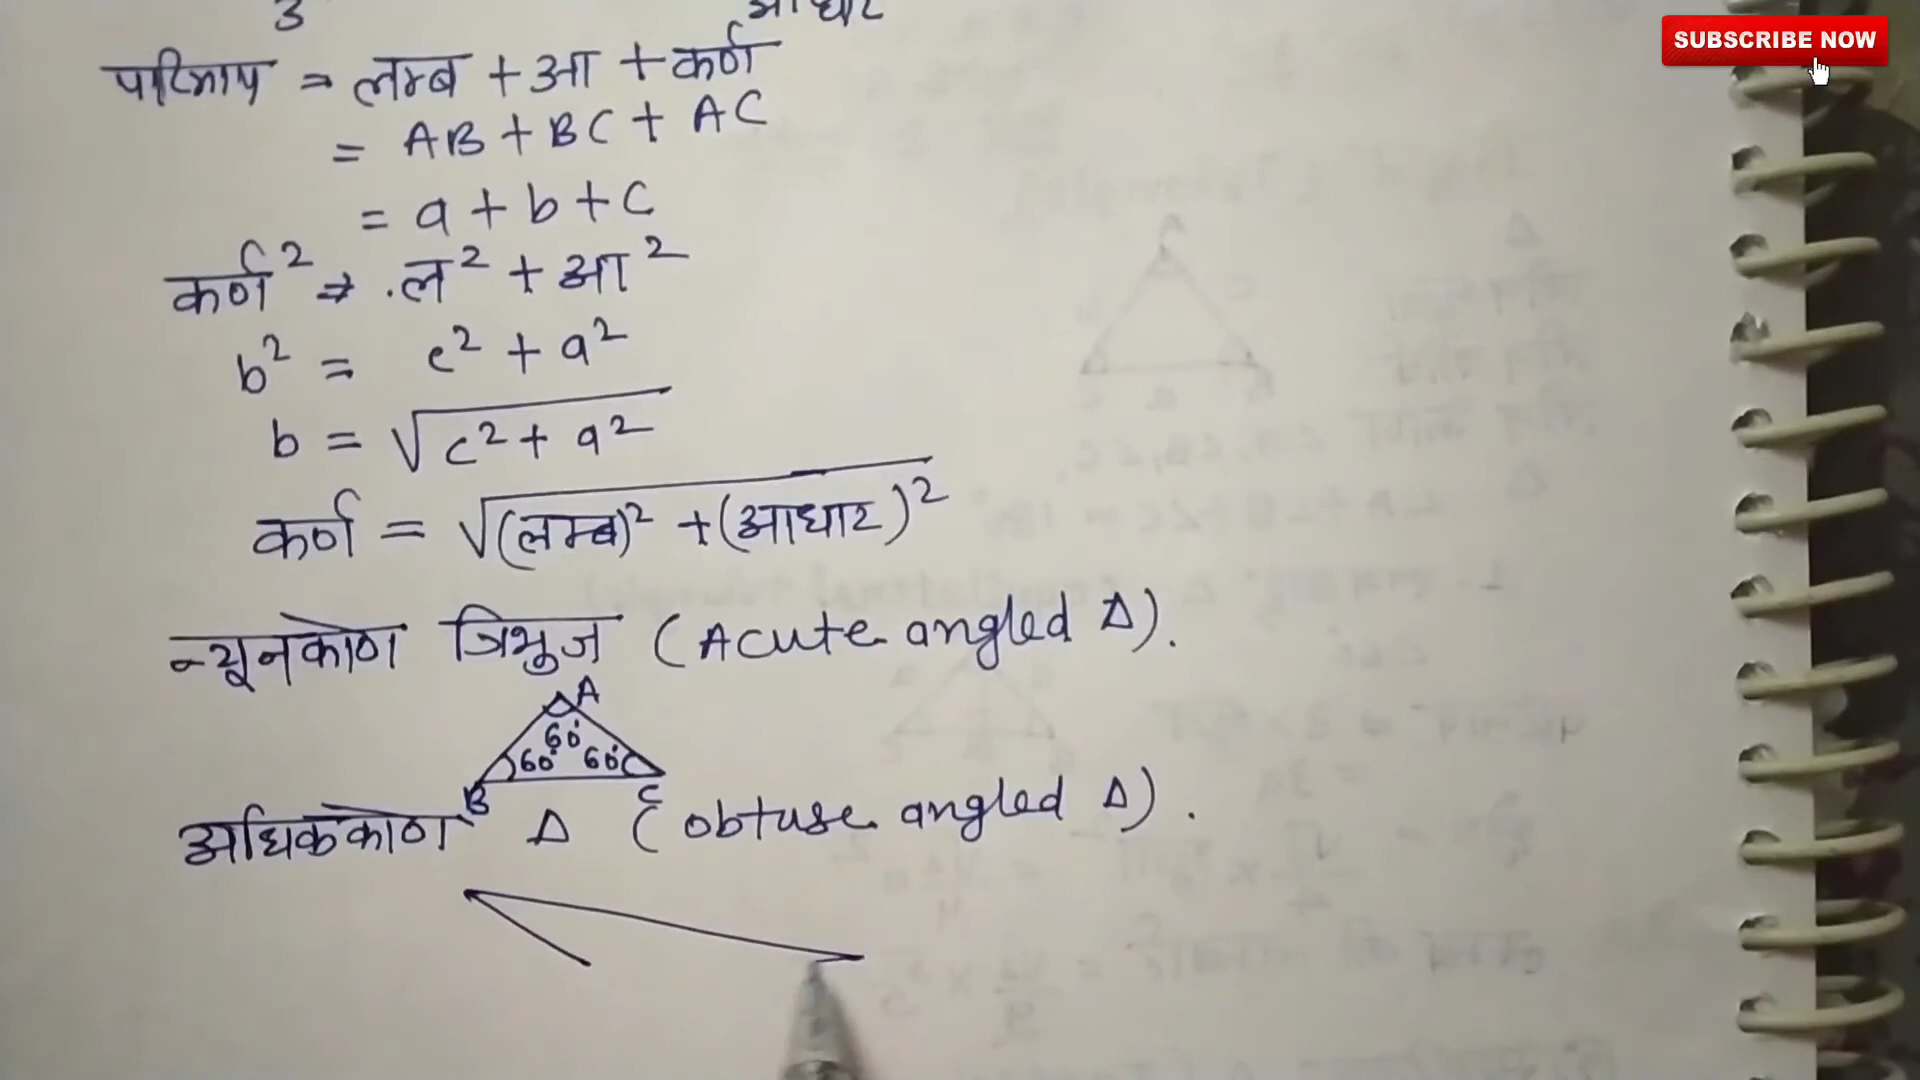 SUBSCRIBE NOW
परिमाप = लम्ब + आ + कर्ण
= AB + BC + AC
= a + b + c
कर्ण² ⇒ ल² + आ²
b² = c² + a²
b = √c² + a²
कर्ण = √(लम्ब)² + (आधार)²
न्यूनकोण त्रिभुज (Acute angled Δ).
A
60°
60° 60°
B C
अधिककोण Δ (obtuse angled Δ).